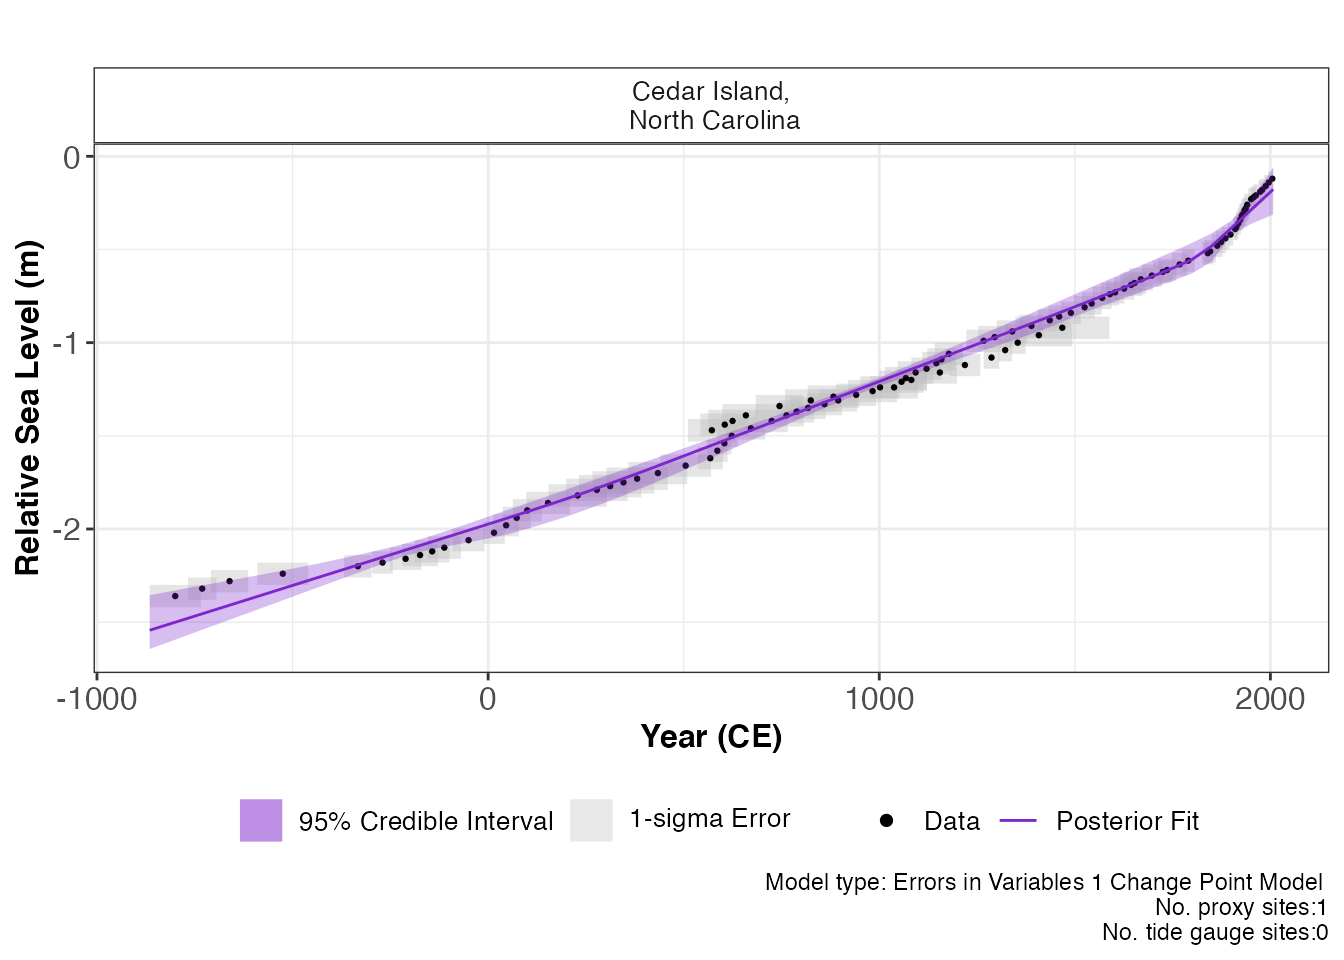 Cedar Island,
North Carolina
0
-1
-2
Relative Sea Level (m)
-1000
0
1000
2000
Year (CE)
95% Credible Interval
1-sigma Error
Data
Posterior Fit
Model type: Errors in Variables 1 Change Point Model
No. proxy sites:1
No. tide gauge sites:0